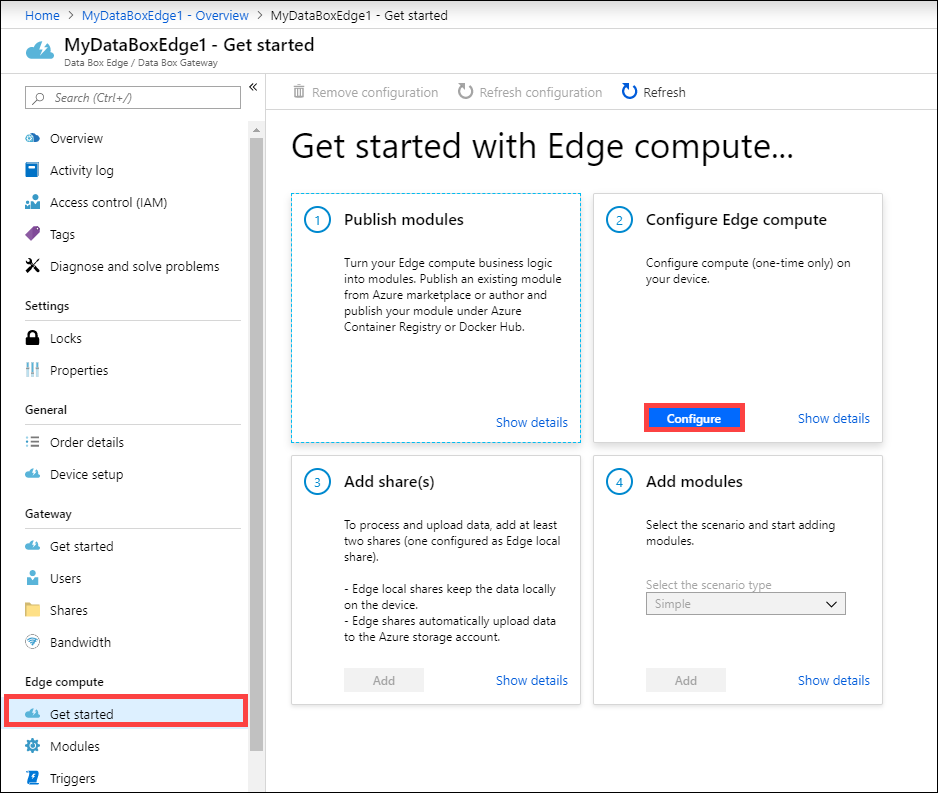 Home > MyDataBoxEdge1 - Overview > MyDataBoxEdge1 - Get started
MyDataBoxEdge1 - Get started
Data Box Edge / Data Box Gateway
Search (Ctrl+/)
«
Overview
Activity log
Access control (IAM)
Tags
Diagnose and solve problems
Settings
Locks
Properties
General
Order details
Device setup
Gateway
Get started
Users
Shares
Bandwidth
Edge compute
Get started
Modules
Triggers
Remove configuration Refresh configuration Refresh
Get started with Edge compute...
1 Publish modules
Turn your Edge compute business logic
into modules. Publish an existing module
from Azure marketplace or author and
publish your module under Azure
Container Registry or Docker Hub.
Show details
2 Configure Edge compute
Configure compute (one-time only) on
your device.
Configure Show details
3 Add share(s)
To process and upload data, add at least
two shares (one configured as Edge local
share).
- Edge local shares keep the data locally
on the device.
- Edge shares automatically upload data
to the Azure storage account.
Add Show details
4 Add modules
Select the scenario and start adding
modules.
Select the scenario type
Simple
Add Show details